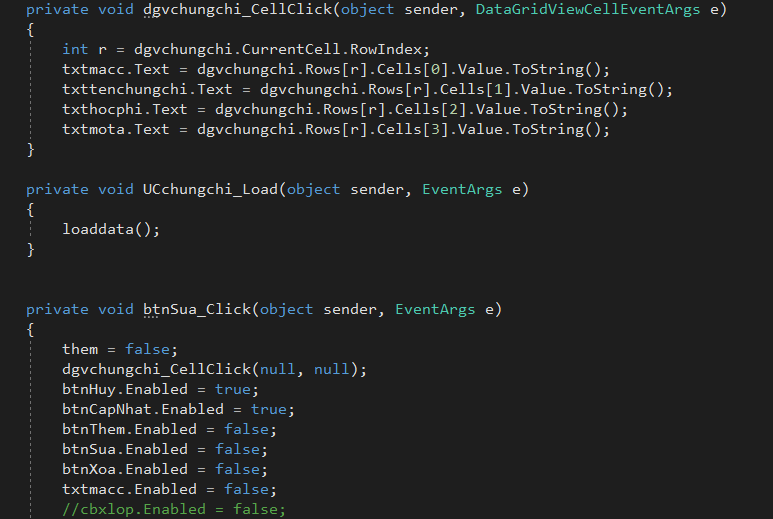 private void dgvchungchi_CellClick(object sender, DataGridViewCellEventArgs e)
{
int r = dgvchungchi.CurrentCell.RowIndex;
txtmacc.Text = dgvchungchi.Rows[r].Cells[0].Value.ToString();
txttenchungchi.Text = dgvchungchi.Rows[r].Cells[1].Value.ToString();
txthocphi.Text = dgvchungchi.Rows[r].Cells[2].Value.ToString();
txtmota.Text = dgvchungchi.Rows[r].Cells[3].Value.ToString();
}
private void UCchungchi_Load(object sender, EventArgs e)
{
loaddata();
}
private void btnSua_Click(object sender, EventArgs e)
{
them = false;
dgvchungchi_CellClick(null, null);
btnHuy.Enabled = true;
btnCapNhat.Enabled = true;
btnThem.Enabled = false;
btnSua.Enabled = false;
btnXoa.Enabled = false;
txtmacc.Enabled = false;
//cbxlop.Enabled = false;